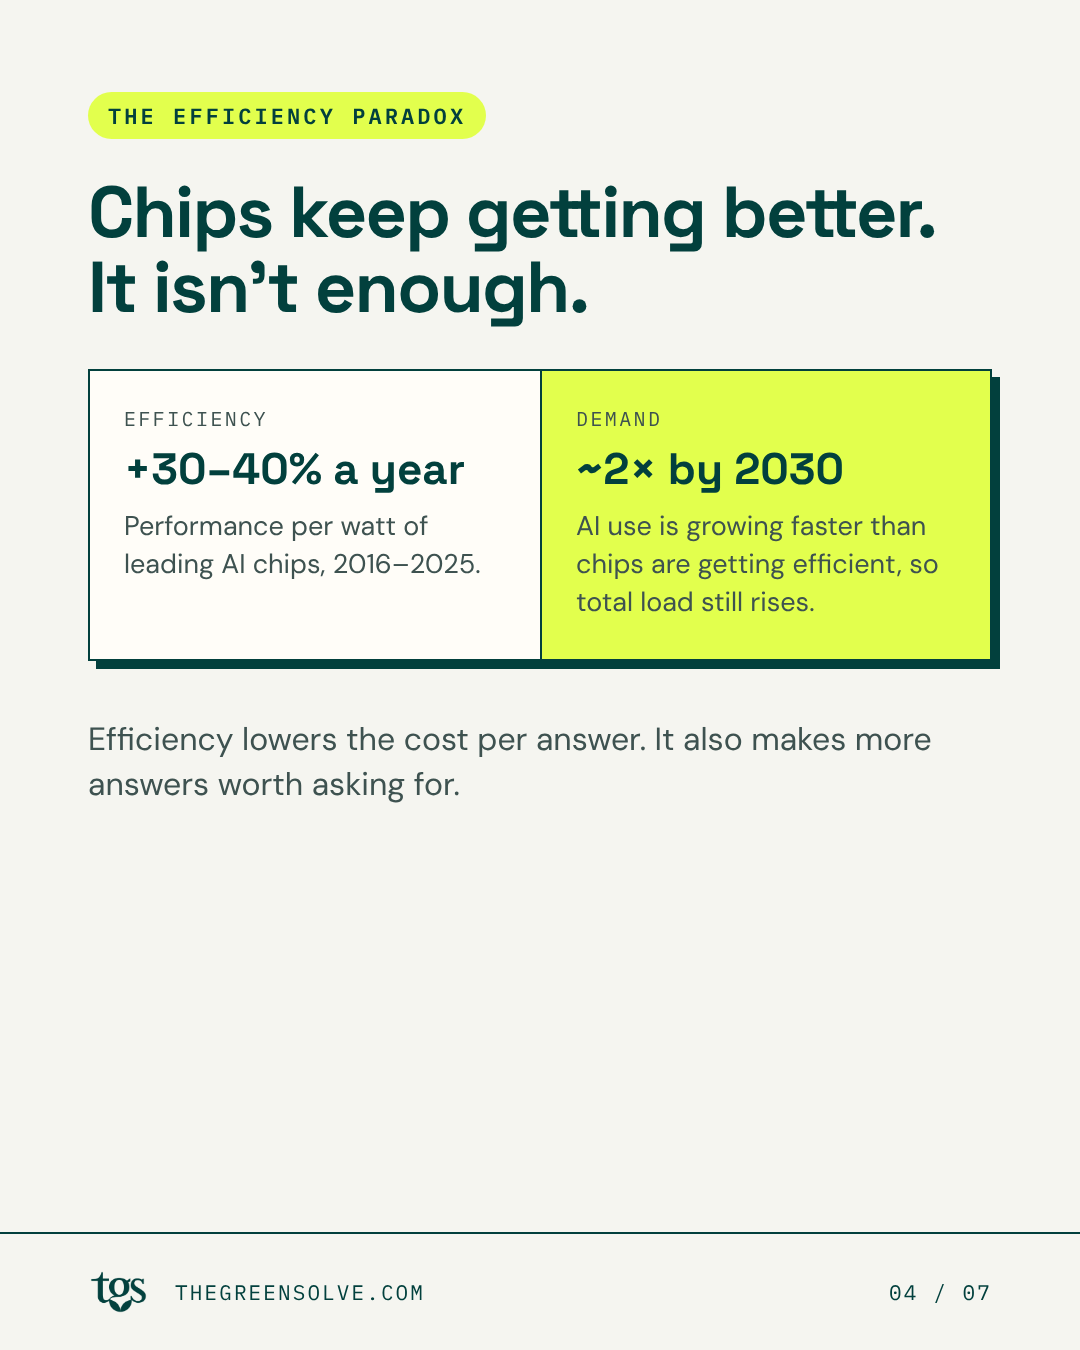 THE EFFICIENCY PARADOX
Chips keep getting better.
It isn’t enough.
EFFICIENCY
+30–40% a year
Performance per watt of
leading AI chips, 2016–2025.
DEMAND
~2× by 2030
AI use is growing faster than
chips are getting efficient, so
total load still rises.
Efficiency lowers the cost per answer. It also makes more
answers worth asking for.
tgs
THEGREENSOLVE.COM
04 / 07